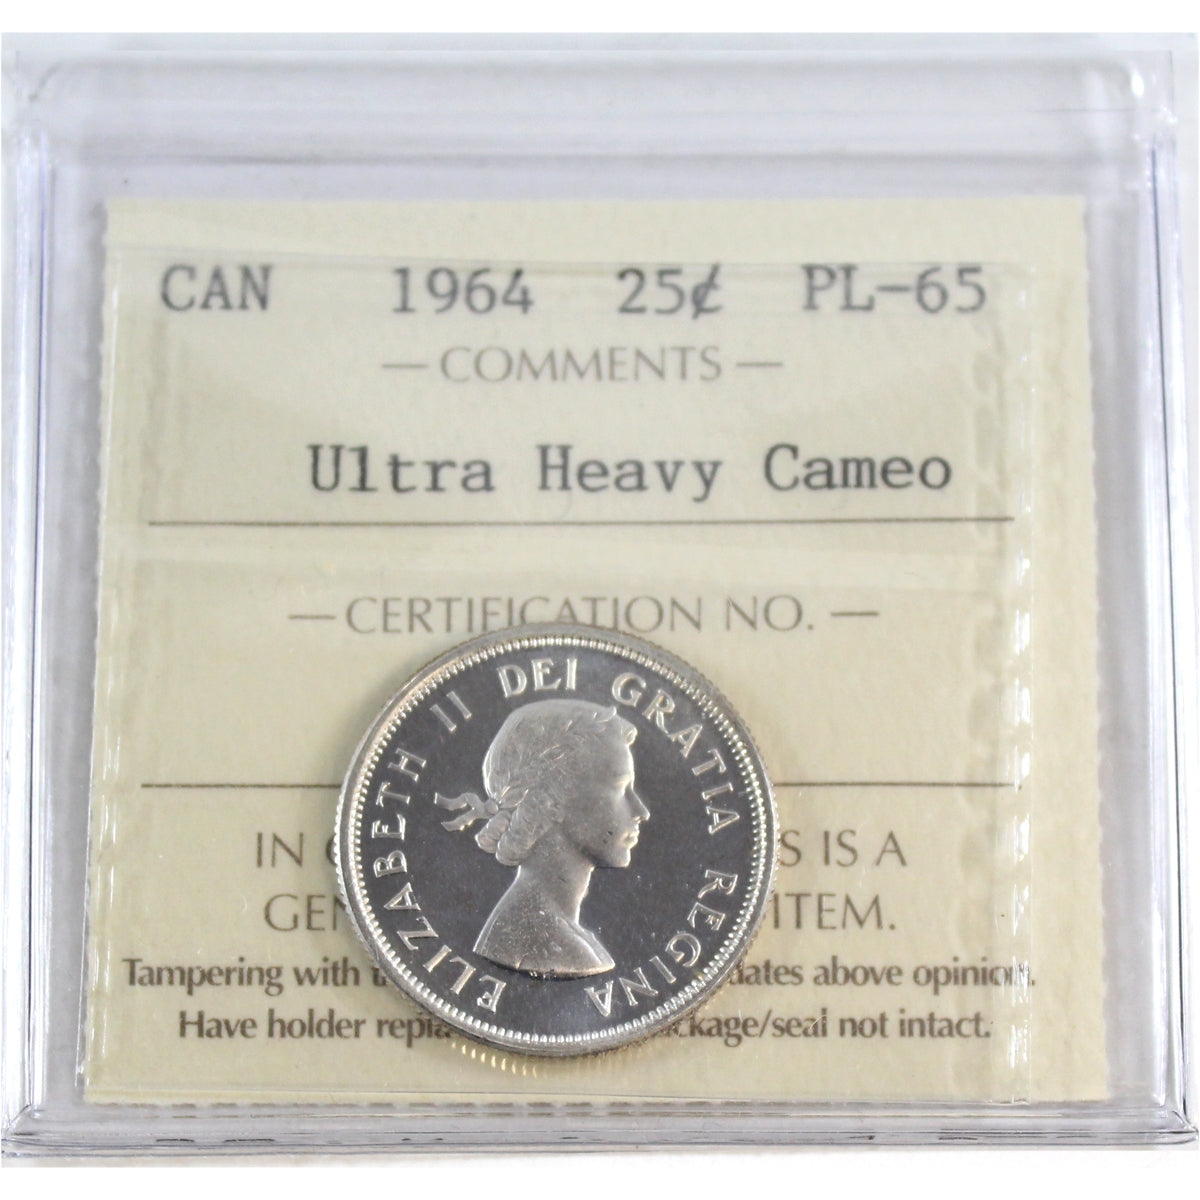 CAN 1964 25¢ PL-65
— COMMENTS —
Ultra Heavy Cameo
— CERTIFICATION NO. —
ELIZABETH II DEI GRATIA REGINA
IN S IS A
GEN ITEM.
Tampering with dates above opinion.
Have holder repla ckage/seal not intact.